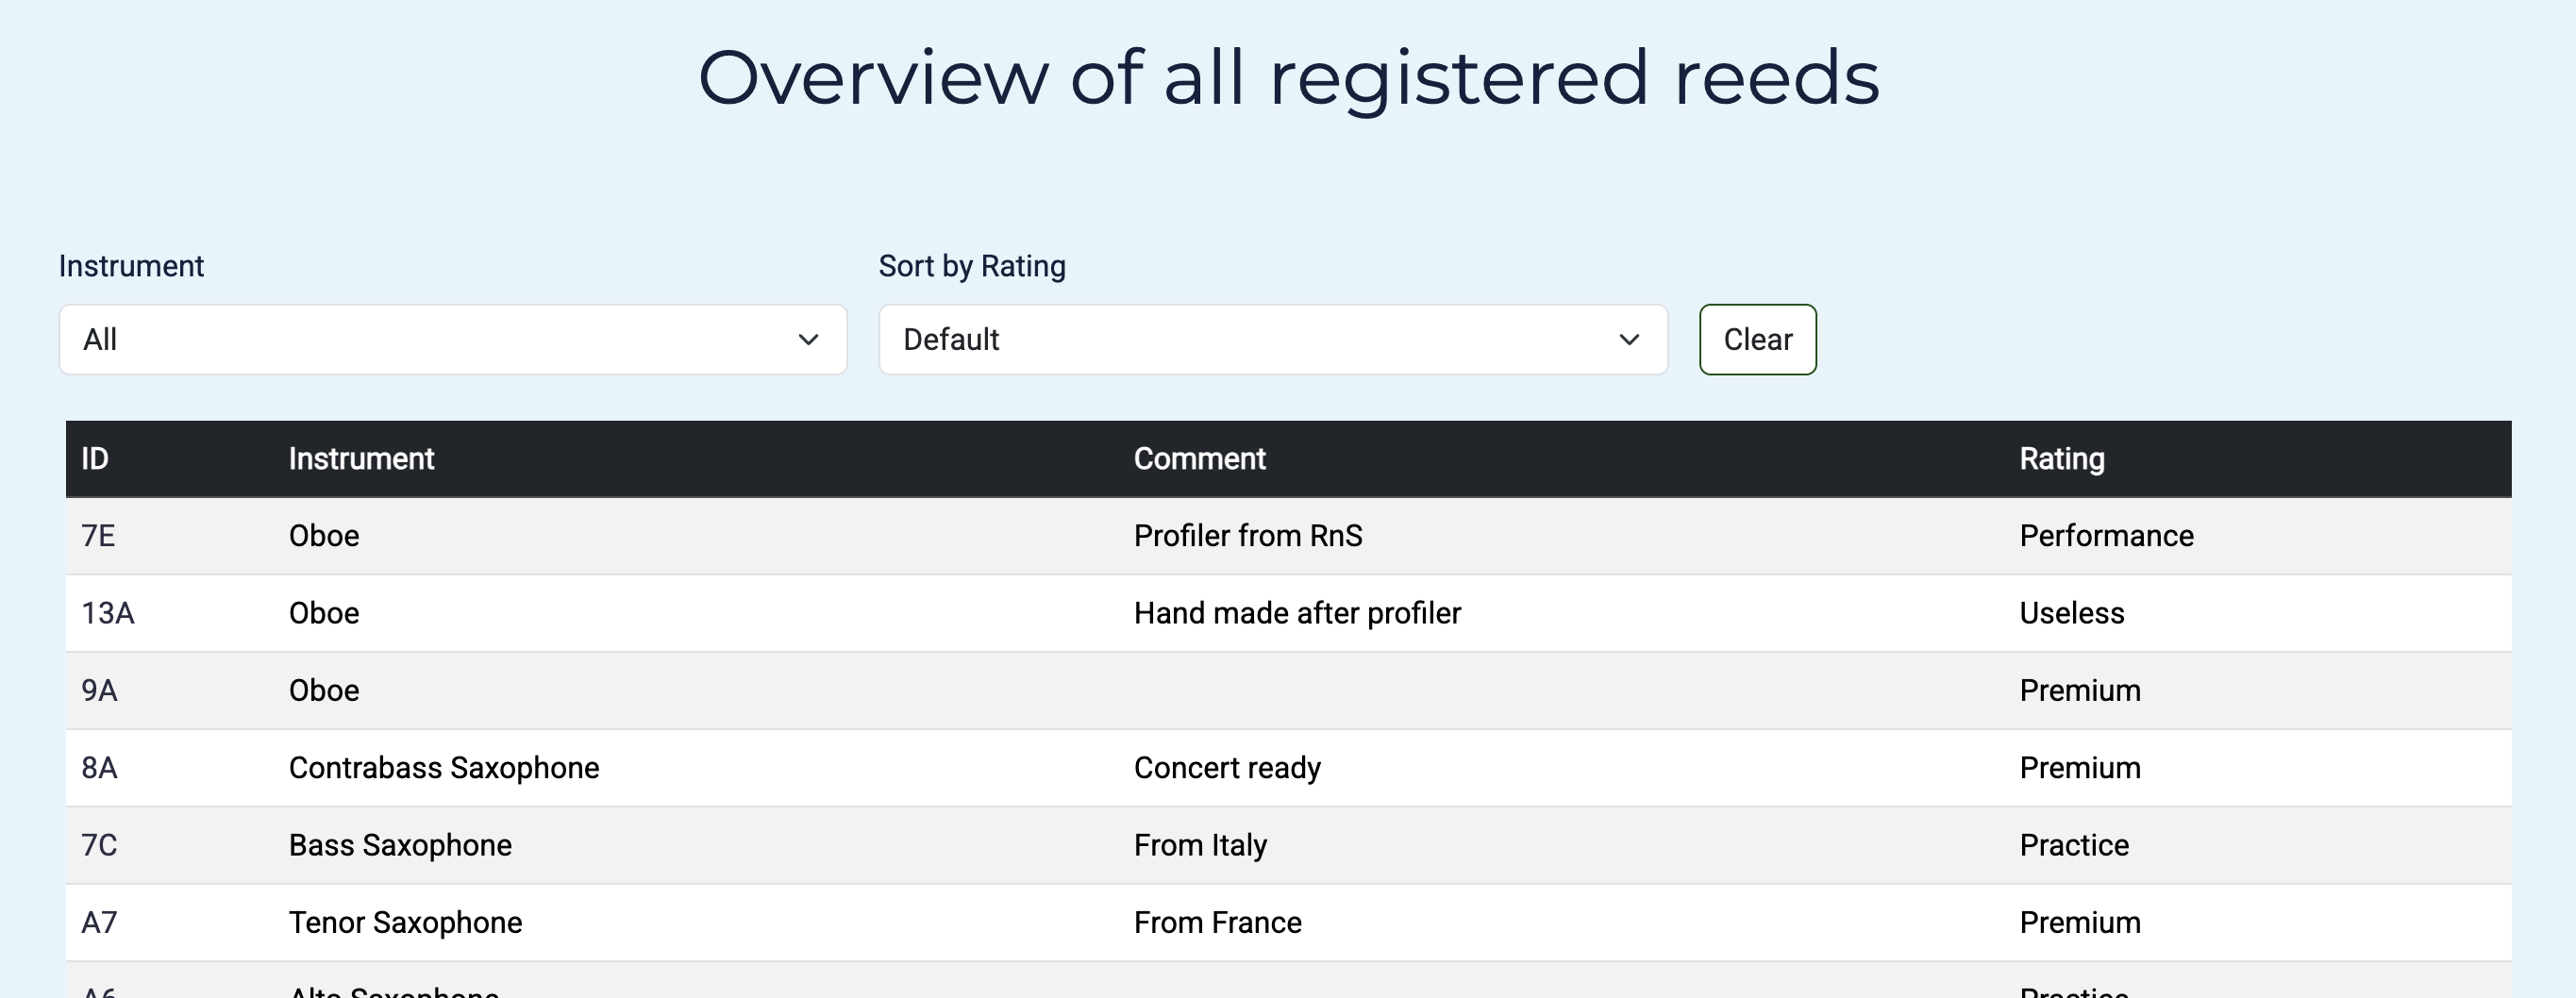 Overview of all registered reeds
Instrument
Sort by Rating
All
Default
Clear
ID Instrument Comment Rating
7E Oboe Profiler from RnS Performance
13A Oboe Hand made after profiler Useless
9A Oboe Premium
8A Contrabass Saxophone Concert ready Premium
7C Bass Saxophone From Italy Practice
A7 Tenor Saxophone From France Premium
A6 Alto Saxophone Practice